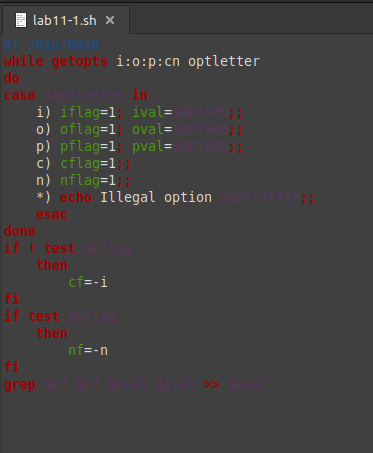 lab11-1.sh
#! /bin/bash
while getopts i:o:p:cn optletter
do
case $optletter in
    i) iflag=1; ival=$OPTARG;;
    o) oflag=1; oval=$OPTARG;;
    p) pflag=1; pval=$OPTARG;;
    c) cflag=1;;
    n) nflag=1;;
    *) echo Illegal option $optletter;;
    esac
done
if ! test $cflag
    then
        cf=-i
fi
if test $nflag
    then
        nf=-n
fi
grep $cf $nf $pval $ival >> $oval